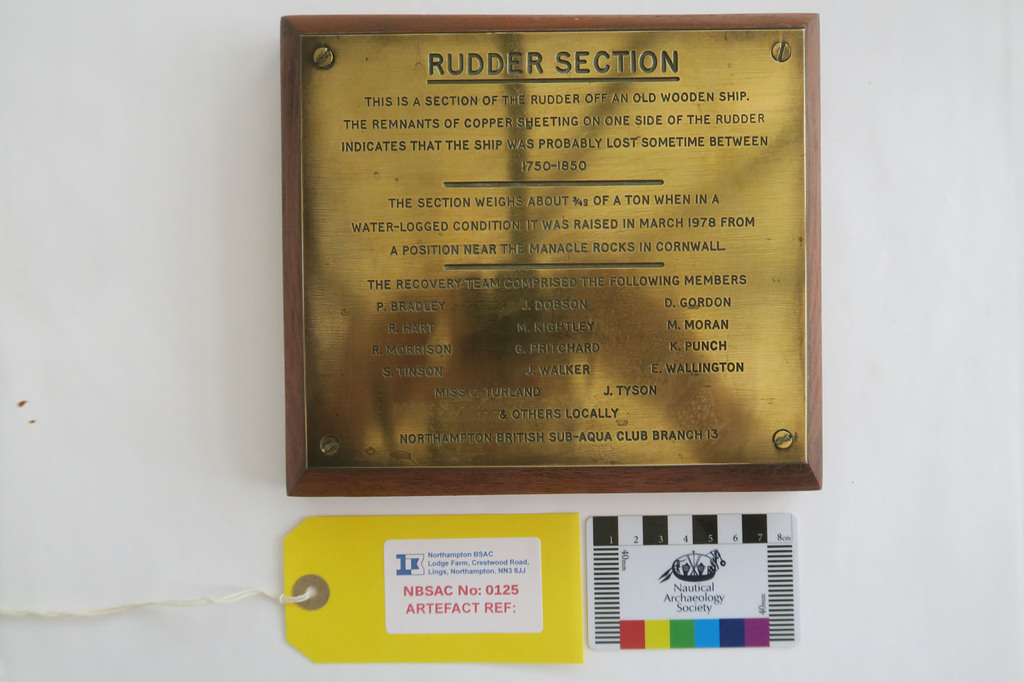 RUDDER SECTION
THIS IS A SECTION OF THE RUDDER OFF AN OLD WOODEN SHIP.
THE REMNANTS OF COPPER SHEETING ON ONE SIDE OF THE RUDDER
INDICATES THAT THE SHIP WAS PROBABLY LOST SOMETIME BETWEEN
1750-1850
THE SECTION WEIGHS ABOUT ¾s OF A TON WHEN IN A
WATER-LOGGED CONDITION. IT WAS RAISED IN MARCH 1978 FROM
A POSITION NEAR THE MANACLE ROCKS IN CORNWALL.
THE RECOVERY TEAM COMPRISED THE FOLLOWING MEMBERS
P. BRADLEY J. DOBSON D. GORDON
R. HART M. KIGHTLEY M. MORAN
R. MORRISON G. PRITCHARD K. PUNCH
S. TINSON J. WALKER E. WALLINGTON
MISS C. TURLAND J. TYSON
& OTHERS LOCALLY
NORTHAMPTON BRITISH SUB-AQUA CLUB BRANCH 13
13
Northampton BSAC
Lodge Farm, Crestwood Road,
Lings, Northampton. NN3 8JJ
NBSAC No: 0125
ARTEFACT REF:
1 2 3 4 5 6 7 8cm
40mm
Nautical
Archaeology
Society
40mm